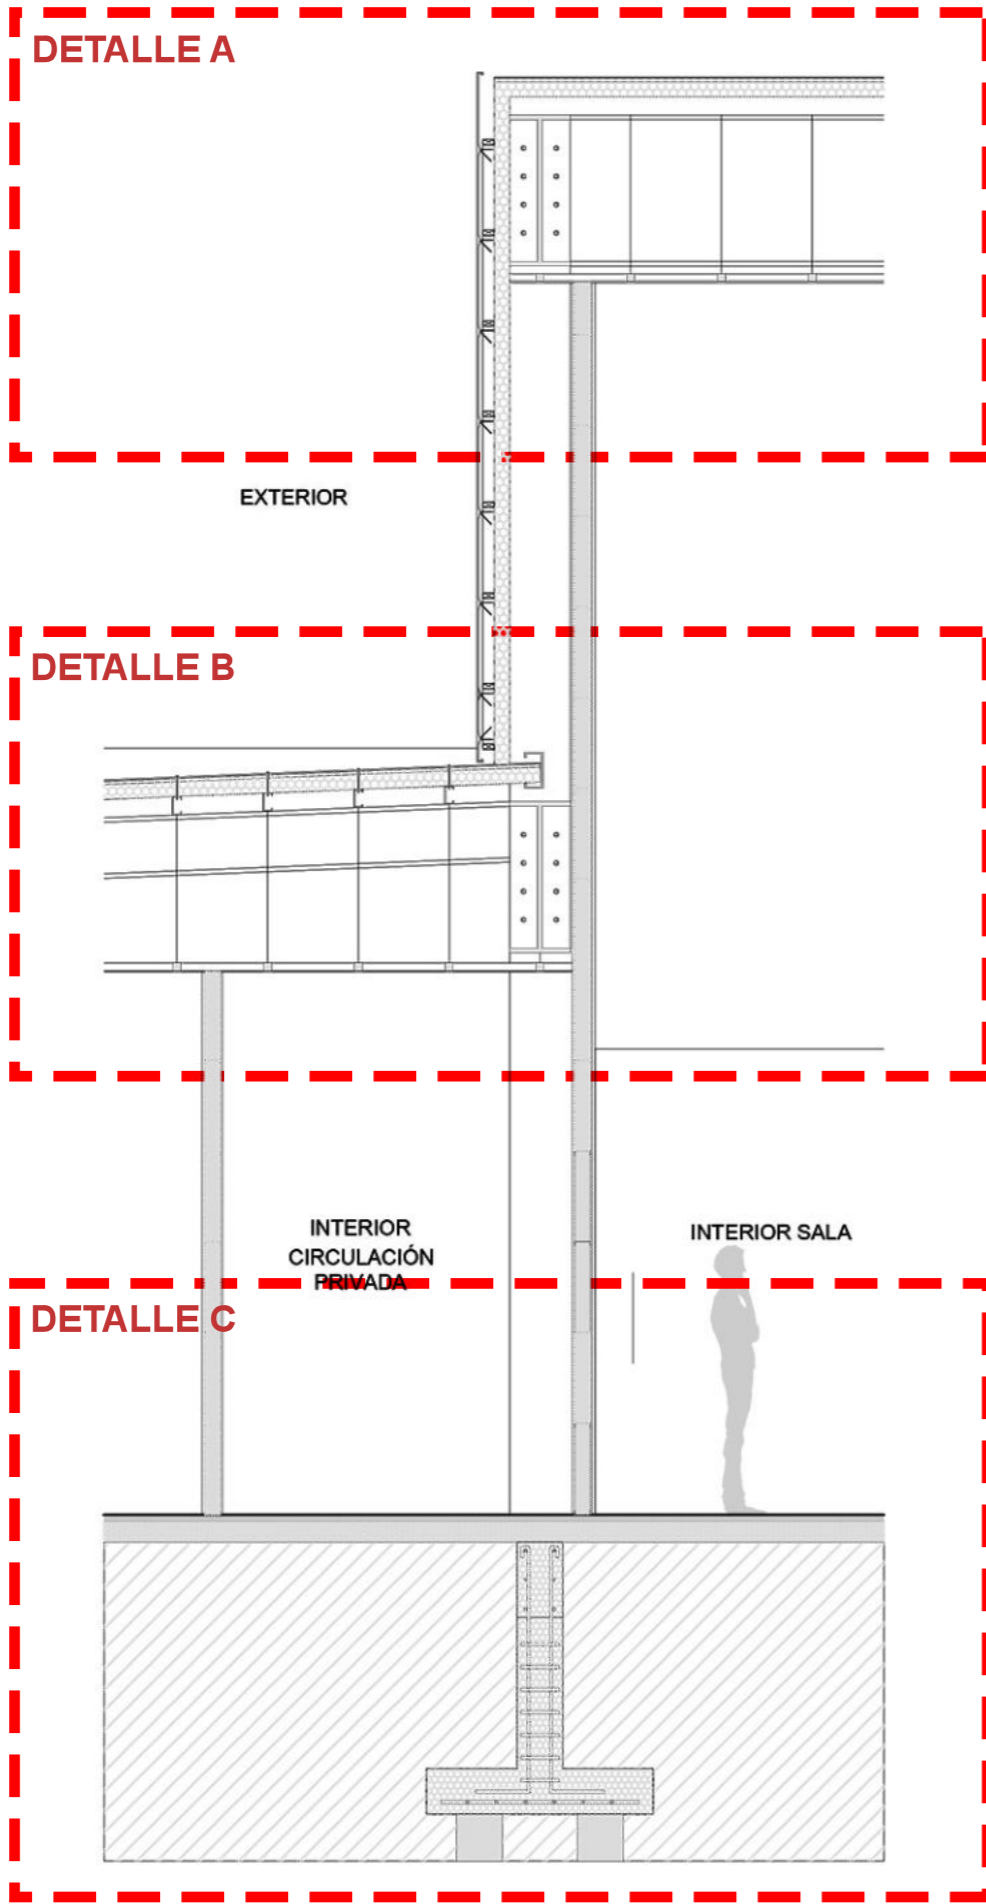 DETALLE A
EXTERIOR
DETALLE B
INTERIOR
CIRCULACIÓN
PRIVADA
INTERIOR SALA
DETALLE C